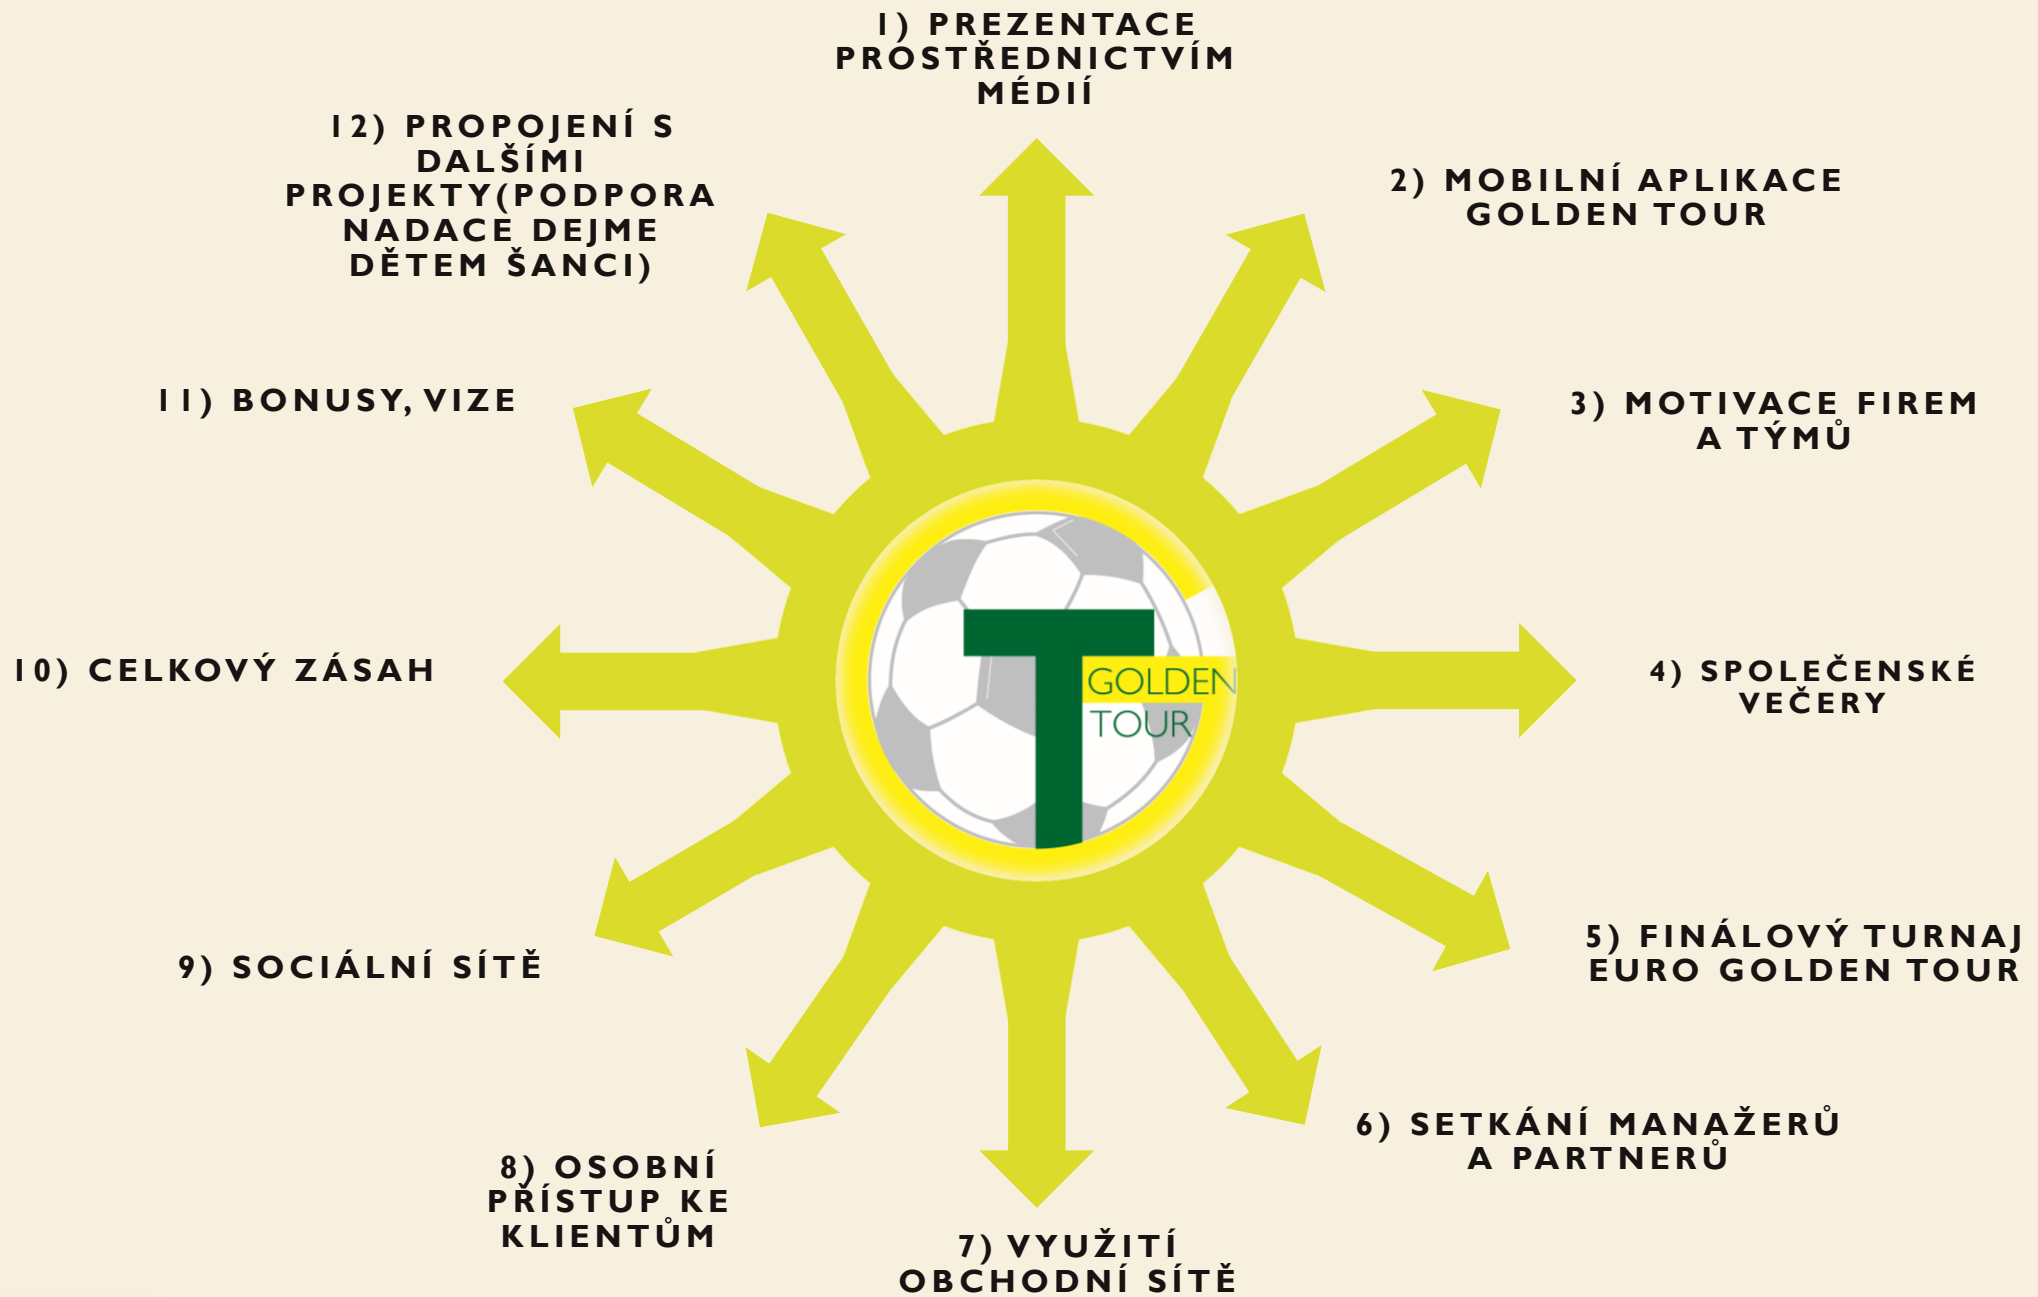 1) PREZENTACE
PROSTŘEDNICTVÍM
MÉDIÍ
2) MOBILNÍ APLIKACE
GOLDEN TOUR
3) MOTIVACE FIREM
A TÝMŮ
4) SPOLEČENSKÉ
VEČERY
5) FINÁLOVÝ TURNAJ
EURO GOLDEN TOUR
6) SETKÁNÍ MANAŽERŮ
A PARTNERŮ
7) VYUŽITÍ
OBCHODNÍ SÍTĚ
8) OSOBNÍ
PŘÍSTUP KE
KLIENTŮM
9) SOCIÁLNÍ SÍTĚ
10) CELKOVÝ ZÁSAH
11) BONUSY, VIZE
12) PROPOJENÍ S
DALŠÍMI
PROJEKTY(PODPORA
NADACE DEJME
DĚTEM ŠANCI)
T
GOLDEN
TOUR